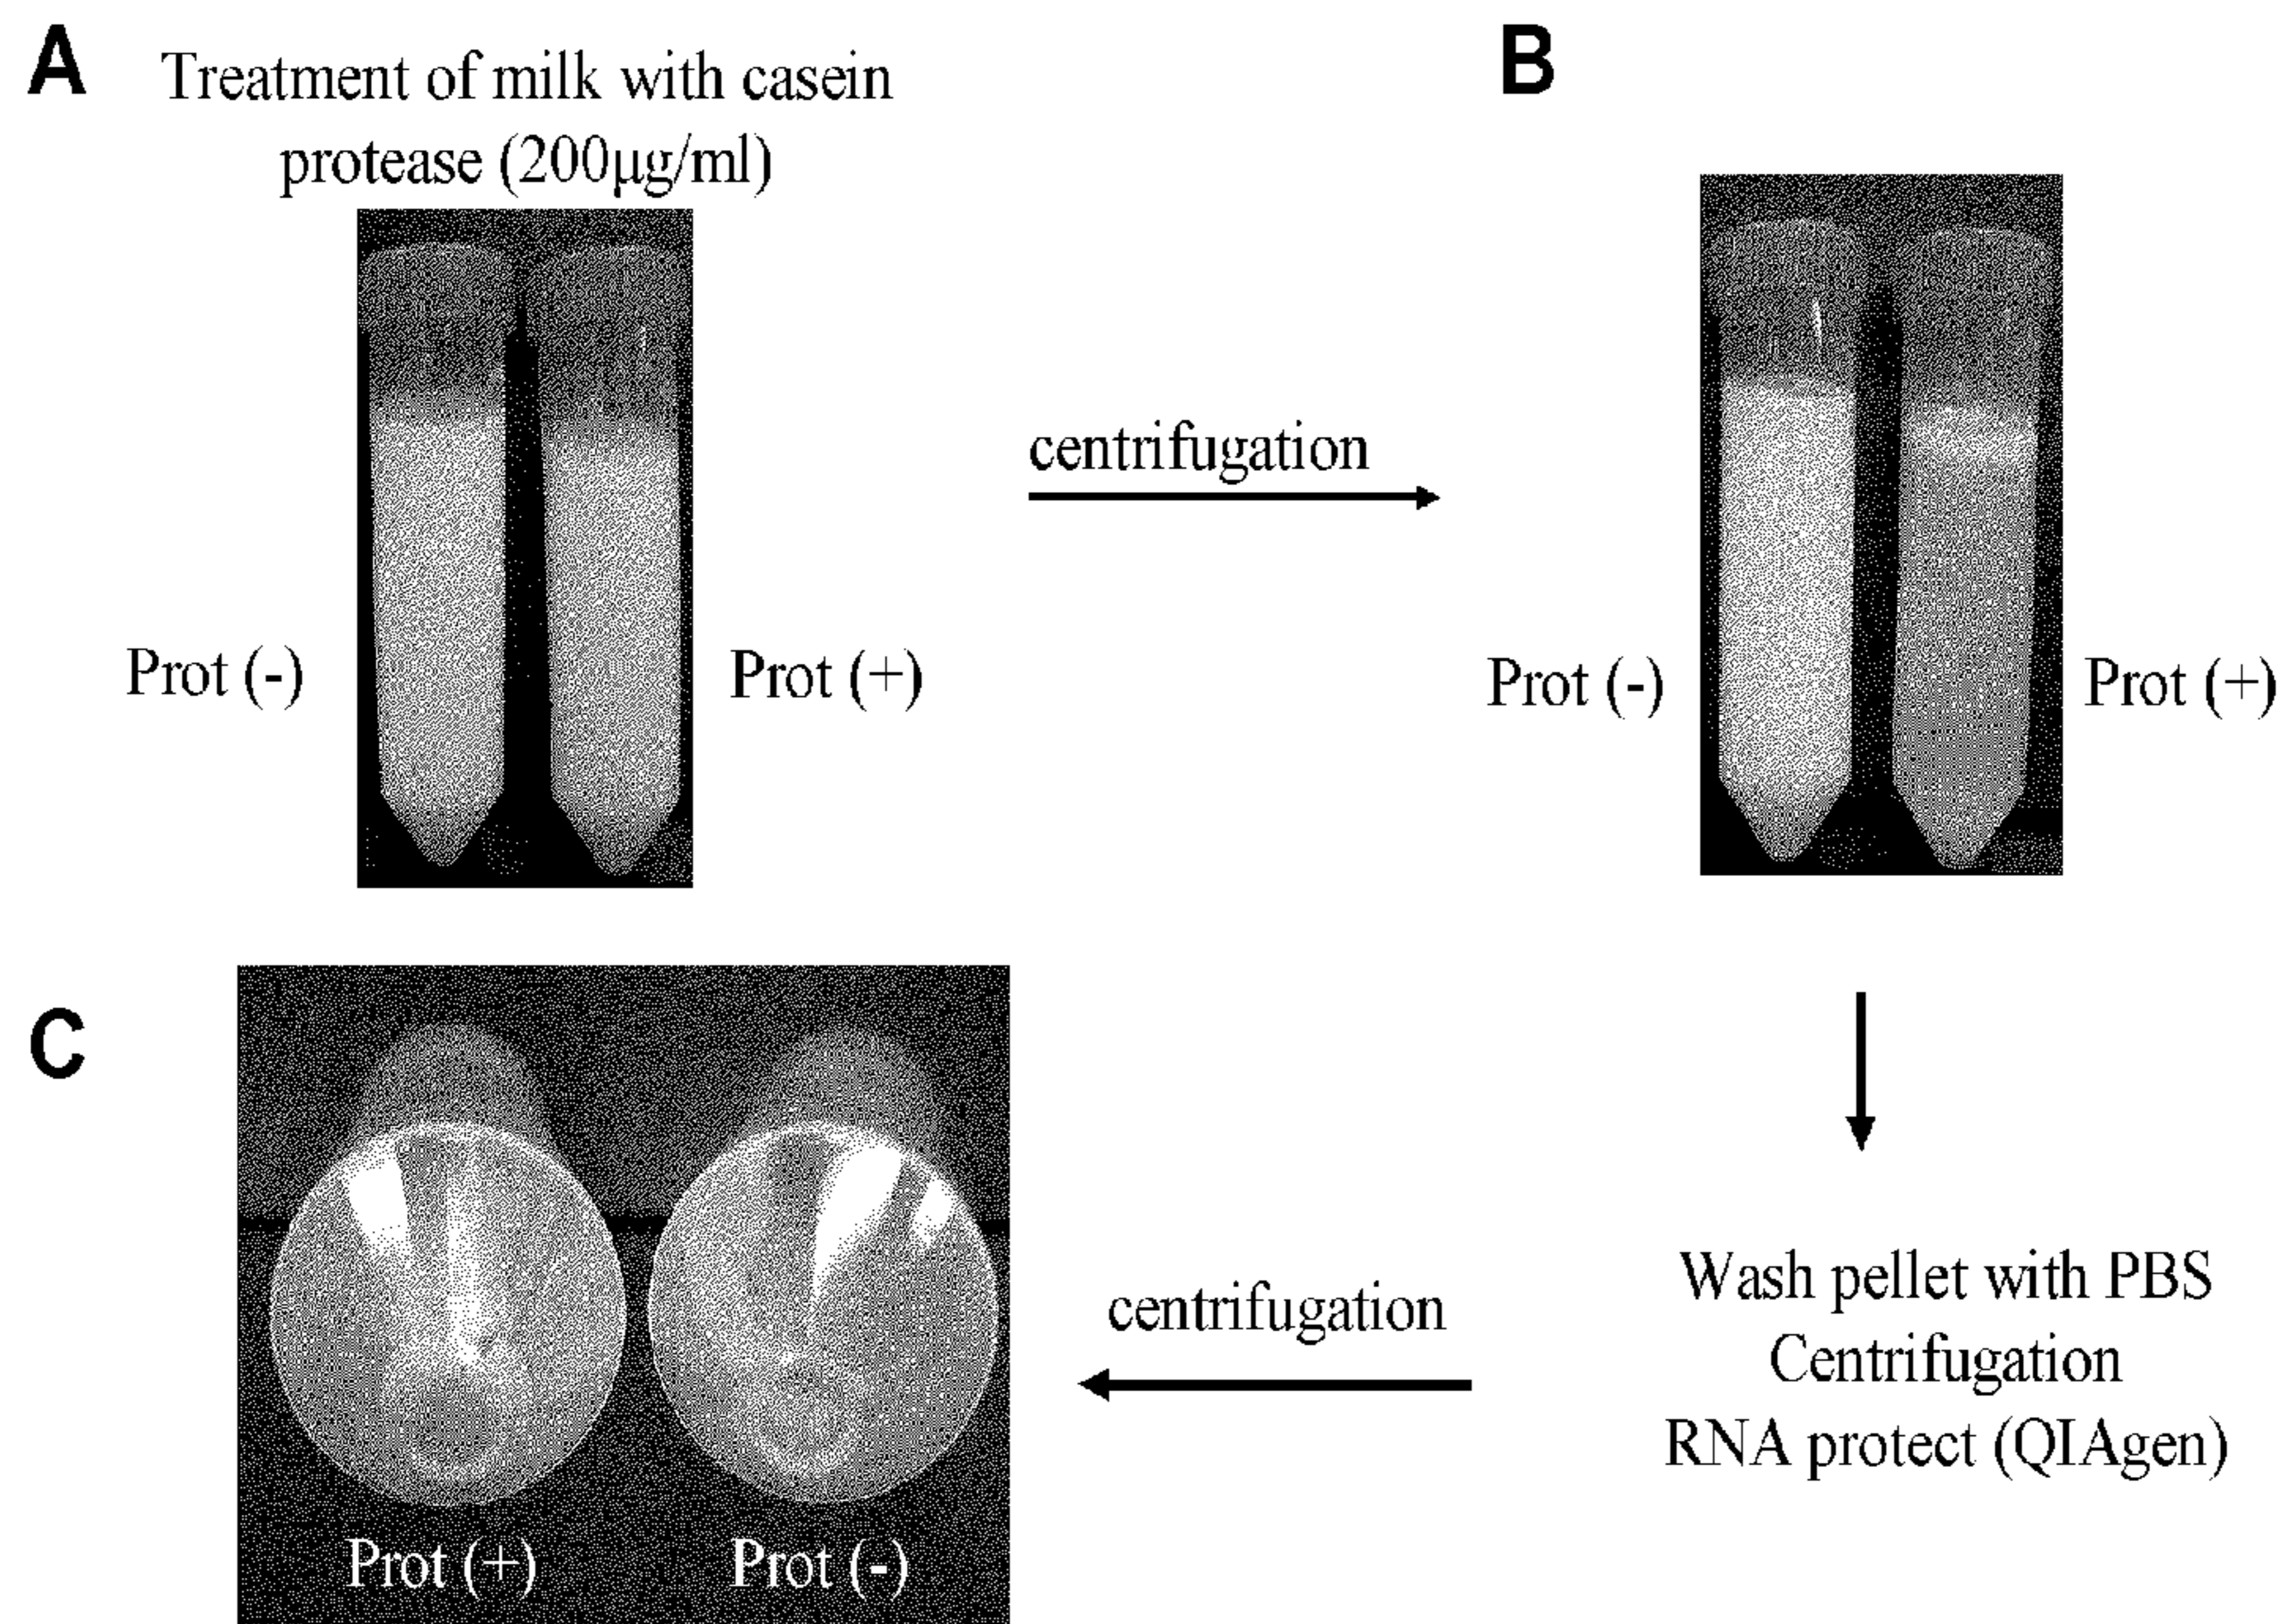 A
Treatment of milk with casein
protease (200μg/ml)
Prot (-)
Prot (+)
centrifugation
B
Prot (-)
Prot (+)
Wash pellet with PBS
Centrifugation
RNA protect (QIAgen)
centrifugation
C
Prot (+)
Prot (-)